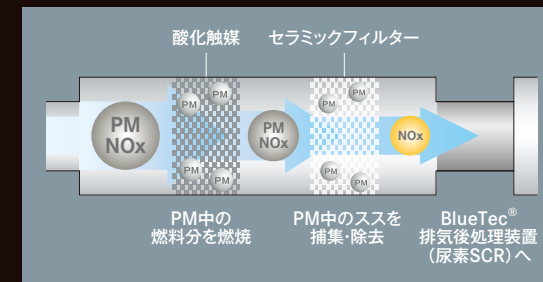 酸化触媒
セラミックフィルター
PM
NOx
PM
PM
PM
PM
PM
NOx
PM
PM
PM
PM
NOx
PM中の
燃料分を燃焼
PM中のススを
捕集・除去
BlueTec®
排気後処理装置
（尿素SCR）へ